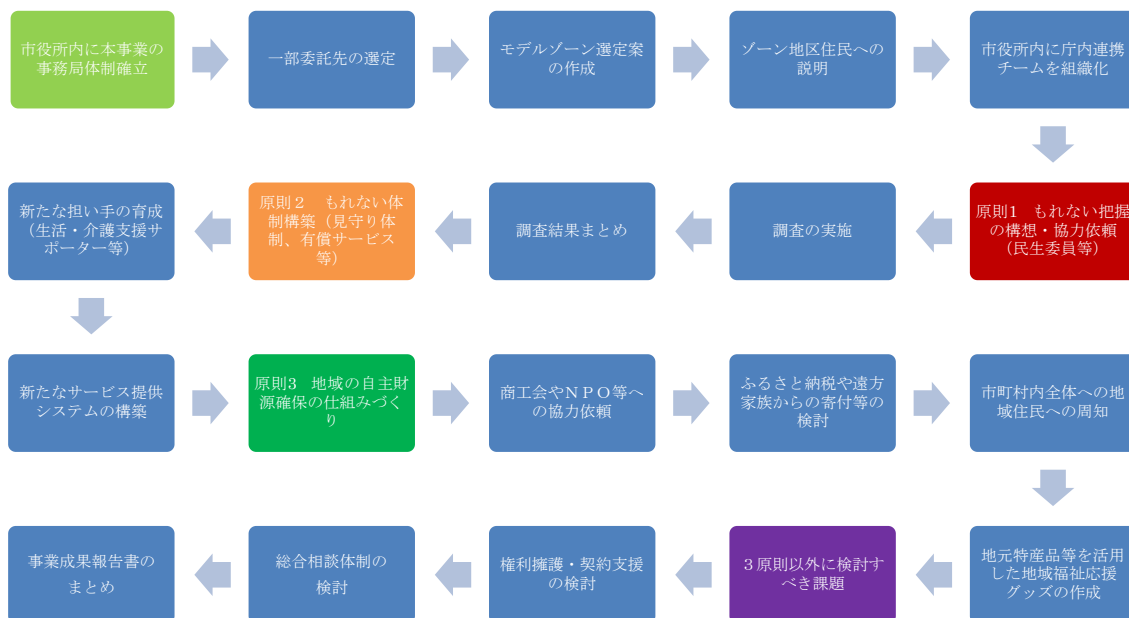 市役所内に本事業の
事務局体制確立
一部委託先の選定
モデルゾーン選定案
の作成
ゾーン地区住民への
説明
市役所内に庁内連携
チームを組織化
原則1　もれない把握
の構想・協力依頼
（民生委員等）
調査の実施
調査結果まとめ
原則２　もれない体
制構築（見守り体
制、有償サービス
等）
新たな担い手の育成
（生活・介護支援サ
ポーター等）
新たなサービス提供
システムの構築
原則3　地域の自主財
源確保の仕組みづく
り
商工会やＮＰＯ等へ
の協力依頼
ふるさと納税や遠方
家族からの寄付等の
検討
市町村内全体への地
域住民への周知
地元特産品等を活用
した地域福祉応援
グッズの作成
３原則以外に検討す
べき課題
権利擁護・契約支援
の検討
総合相談体制の
検討
事業成果報告書の
まとめ